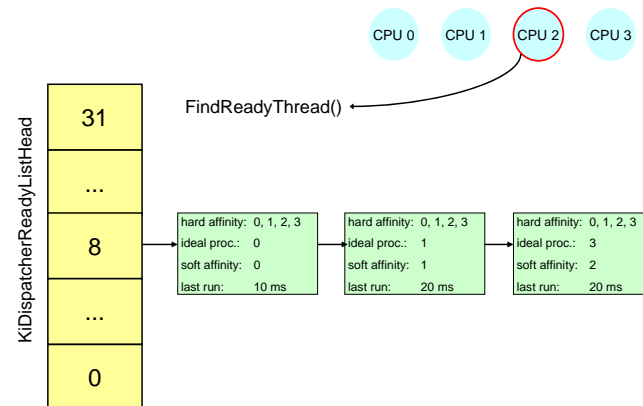 CPU 0 CPU 1 CPU 2 CPU 3
FindReadyThread()
KiDispatcherReadyListHead
31
...
8
...
0
hard affinity: 0, 1, 2, 3
ideal proc.: 0
soft affinity: 0
last run: 10 ms
hard affinity: 0, 1, 2, 3
ideal proc.: 1
soft affinity: 1
last run: 20 ms
hard affinity: 0, 1, 2, 3
ideal proc.: 3
soft affinity: 2
last run: 20 ms